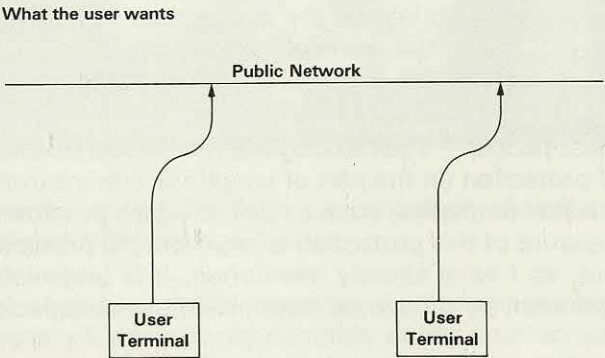 What the user wants
Public Network
User
Terminal
User
Terminal